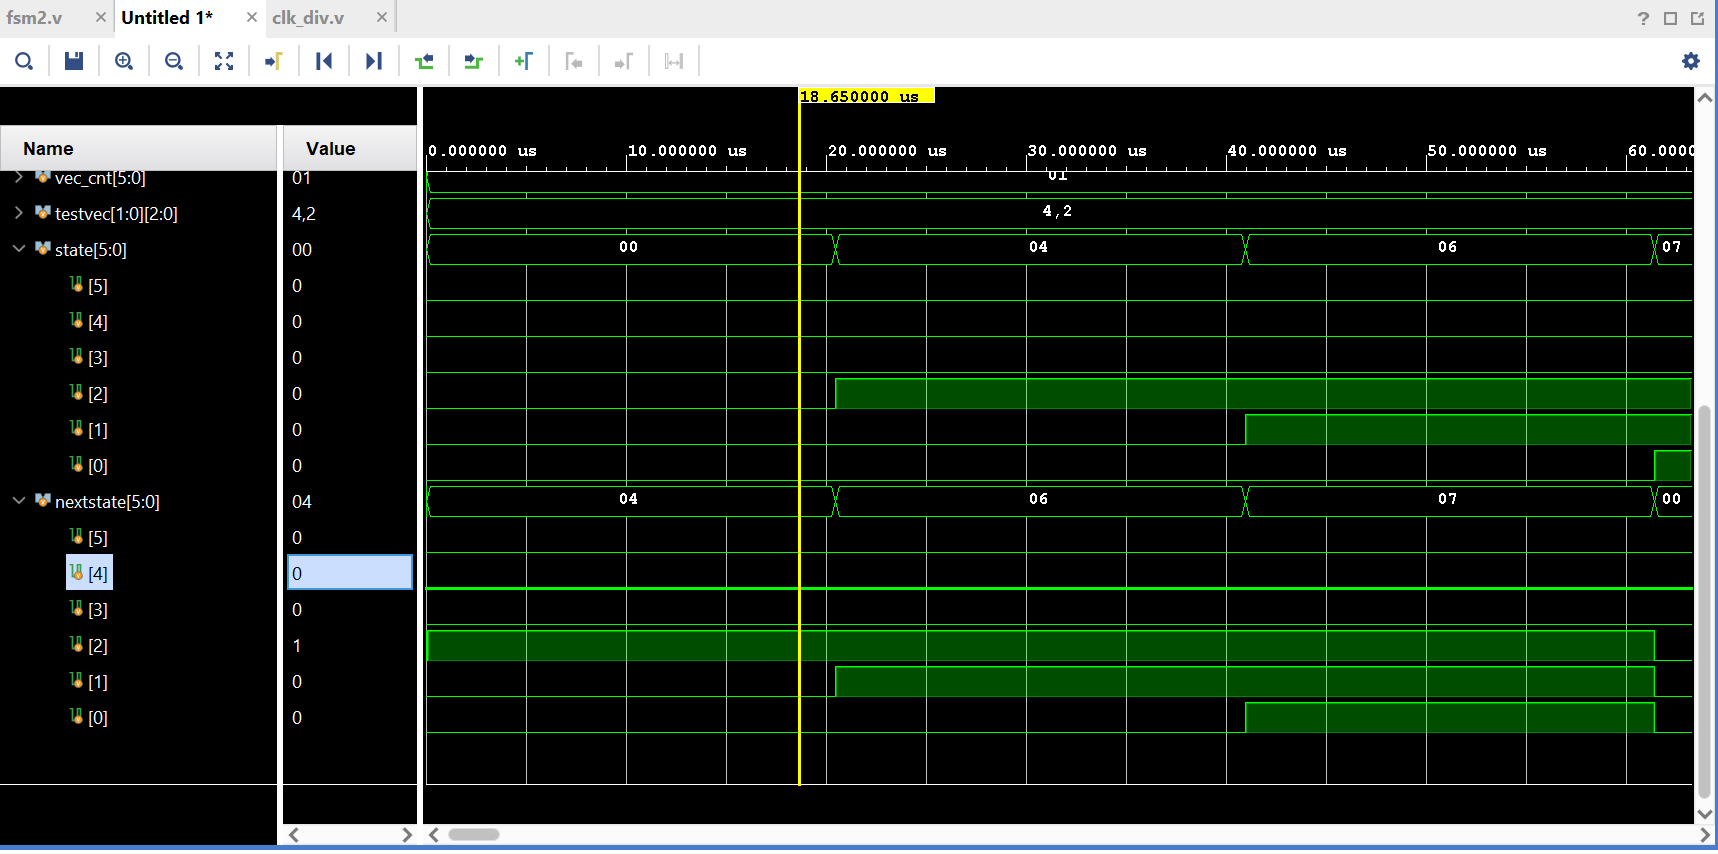 fsm2.v
Untitled 1*
clk_div.v
18.650000 us
Name
Value
0.000000 us
10.000000 us
20.000000 us
30.000000 us
40.000000 us
50.000000 us
60.0000
vec_cnt[5:0]
01
01
testvec[1:0][2:0]
4,2
4,2
state[5:0]
00
00
04
06
07
[5]
0
[4]
0
[3]
0
[2]
0
[1]
0
[0]
0
nextstate[5:0]
04
04
06
07
00
[5]
0
[4]
0
[3]
0
[2]
1
[1]
0
[0]
0